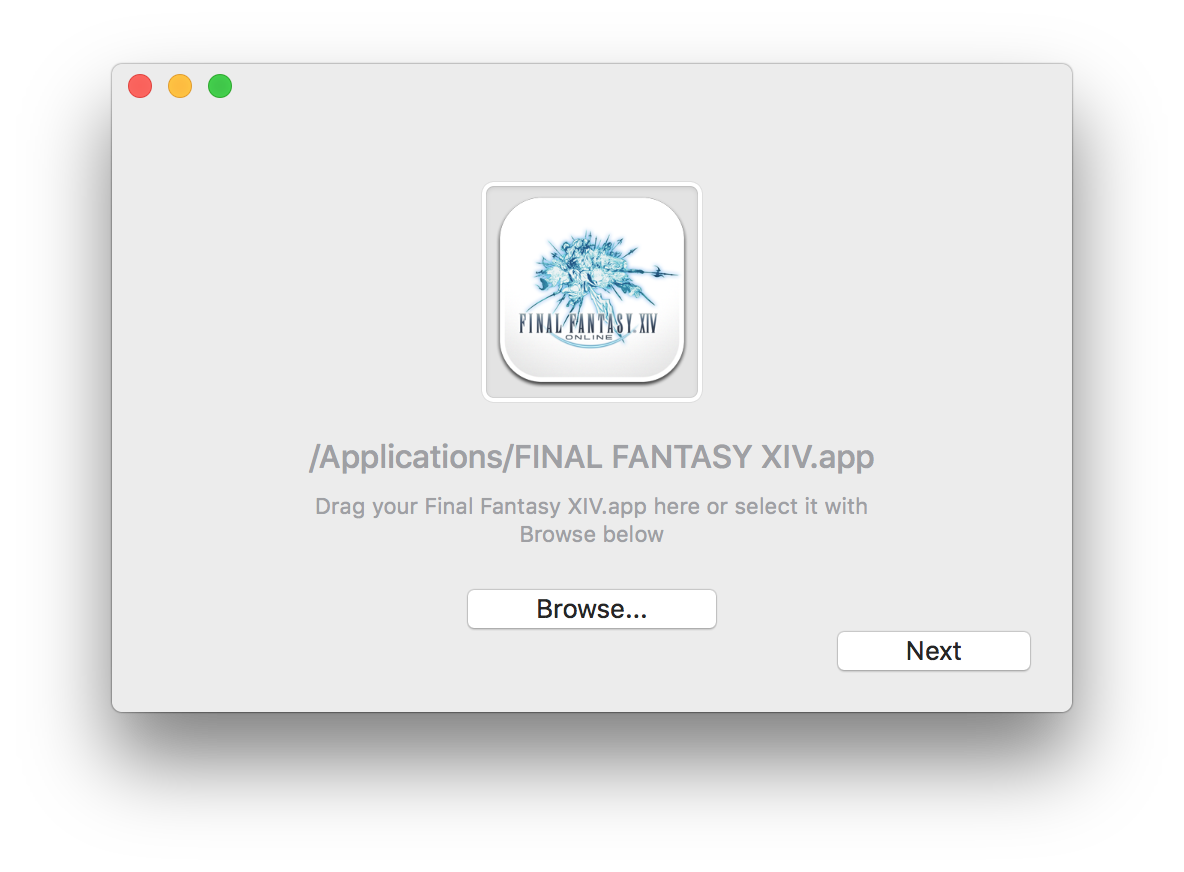 FINAL FANTASY. XIV
ONLINE
/Applications/FINAL FANTASY XIV.app
Drag your Final Fantasy XIV.app here or select it with
Browse below
Browse...
Next